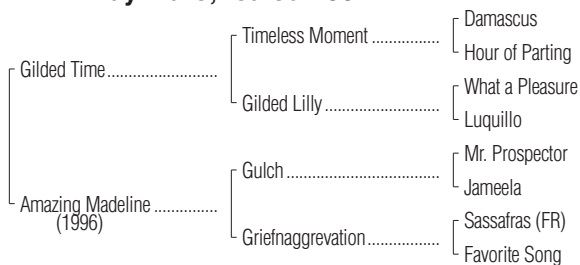 Damascus
Timeless Moment ..................
Hour of Parting
Gilded Time.............................
What a Pleasure
Gilded Lilly..............................
Luquillo
Mr. Prospector
Gulch ........................................
Jameela
Amazing Madeline .................
(1996)
Sassafras (FR)
Griefnaggrevation...................
Favorite Song